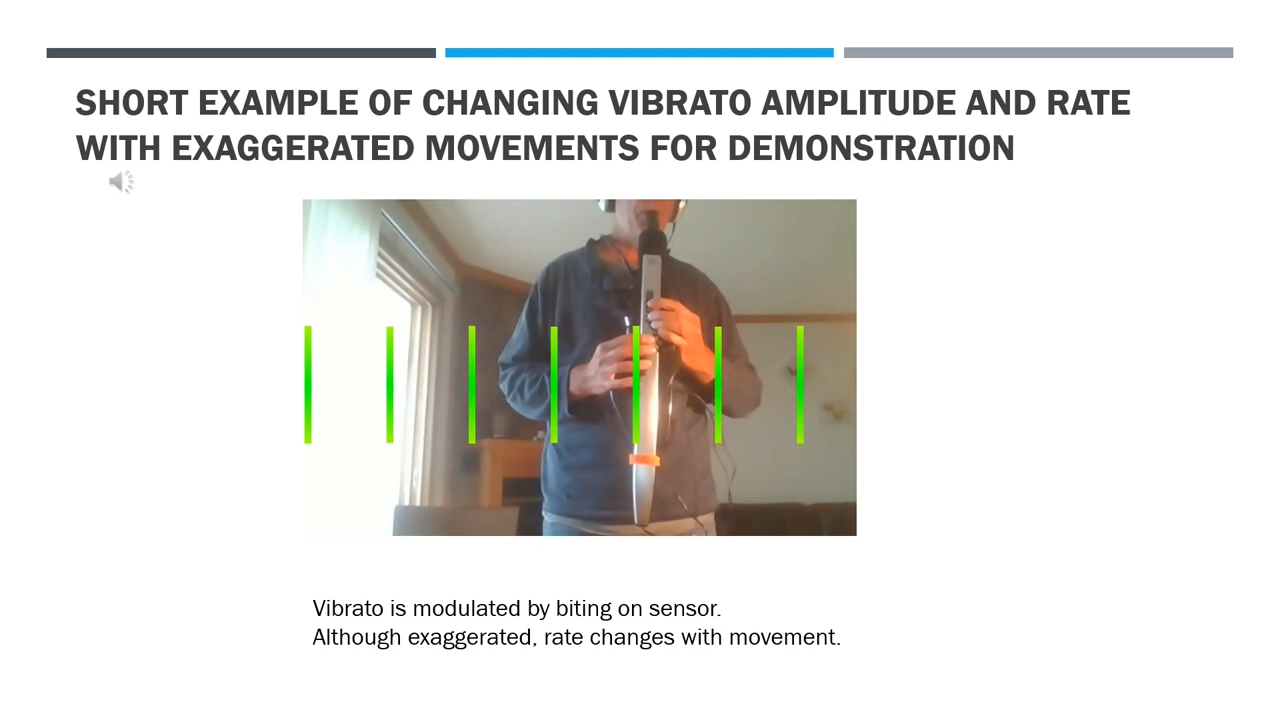 SHORT EXAMPLE OF CHANGING VIBRATO AMPLITUDE AND RATE
WITH EXAGGERATED MOVEMENTS FOR DEMONSTRATION
Vibrato is modulated by biting on sensor.
Although exaggerated, rate changes with movement.